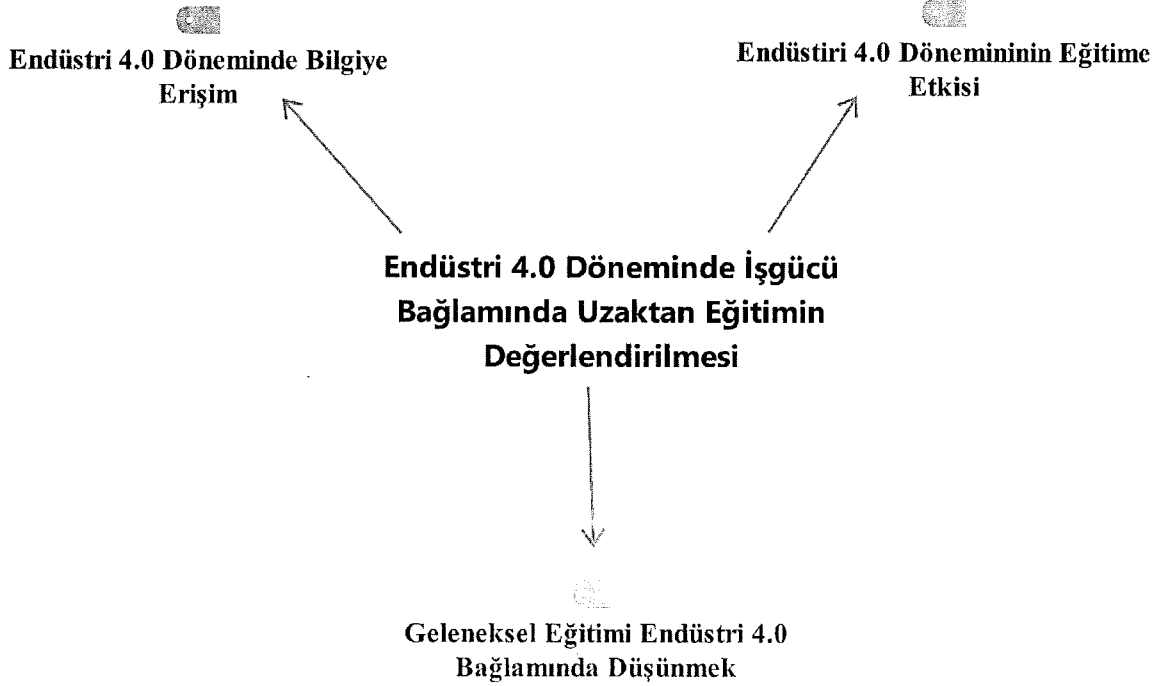 Endüstri 4.0 Döneminde Bilgiye
Erişim
Endüstiri 4.0 Dönemininin Eğitime
Etkisi
Endüstri 4.0 Döneminde İşgücü
Bağlamında Uzaktan Eğitimin
Değerlendirilmesi
Geleneksel Eğitimi Endüstri 4.0
Bağlamında Düşünmek